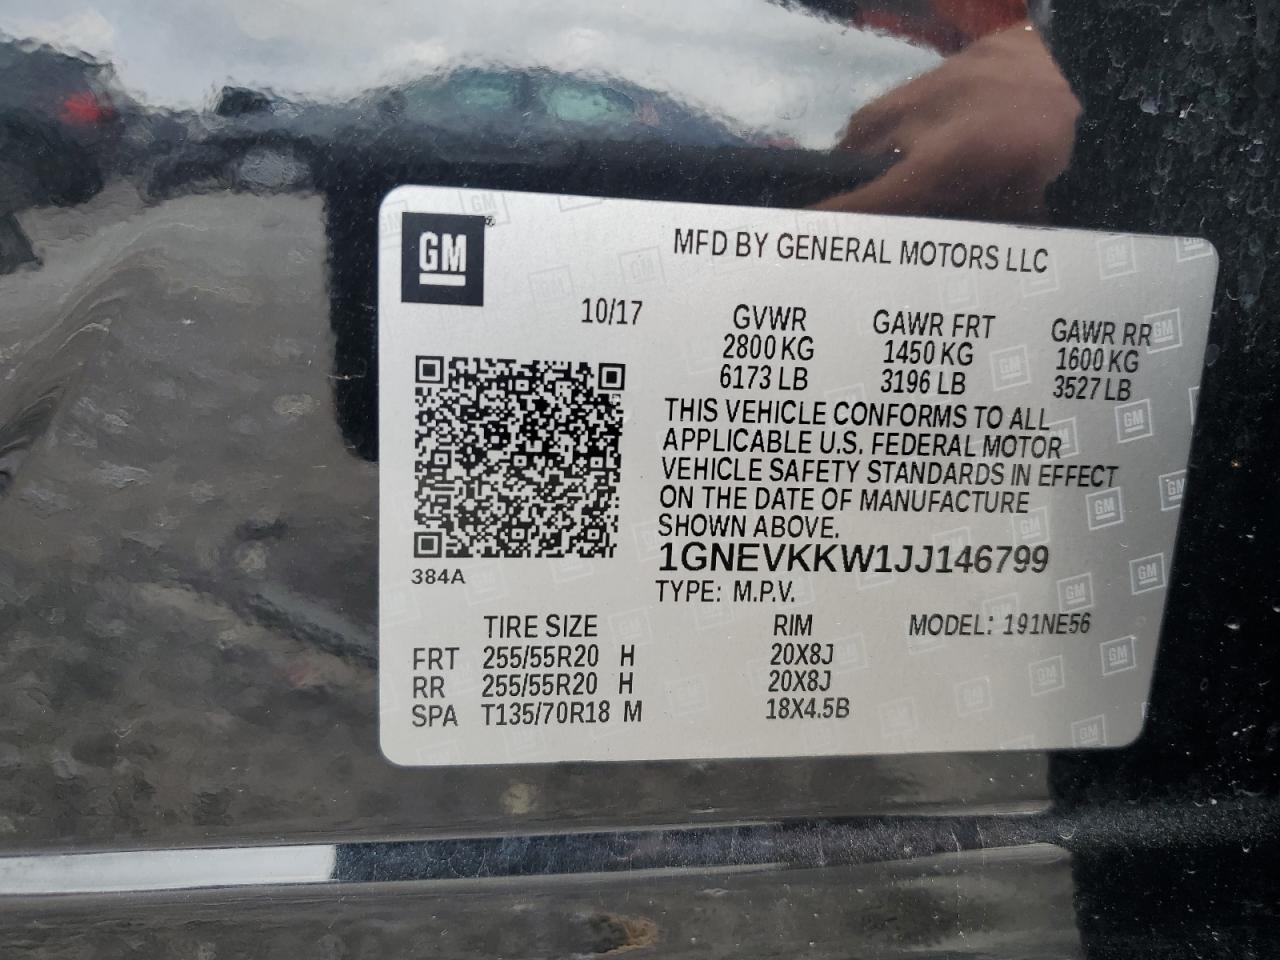 GM
MFD BY GENERAL MOTORS LLC
10/17
GVWR GAWR FRT GAWR RR
2800 KG 1450 KG 1600 KG
6173 LB 3196 LB 3527 LB
THIS VEHICLE CONFORMS TO ALL
APPLICABLE U.S. FEDERAL MOTOR
VEHICLE SAFETY STANDARDS IN EFFECT
ON THE DATE OF MANUFACTURE
SHOWN ABOVE.
1GNEVKKW1JJ146799
384A
TYPE: M.P.V.
TIRE SIZE RIM MODEL: 191NE56
FRT 255/55R20 H 20X8J
RR 255/55R20 H 20X8J
SPA T135/70R18 M 18X4.5B